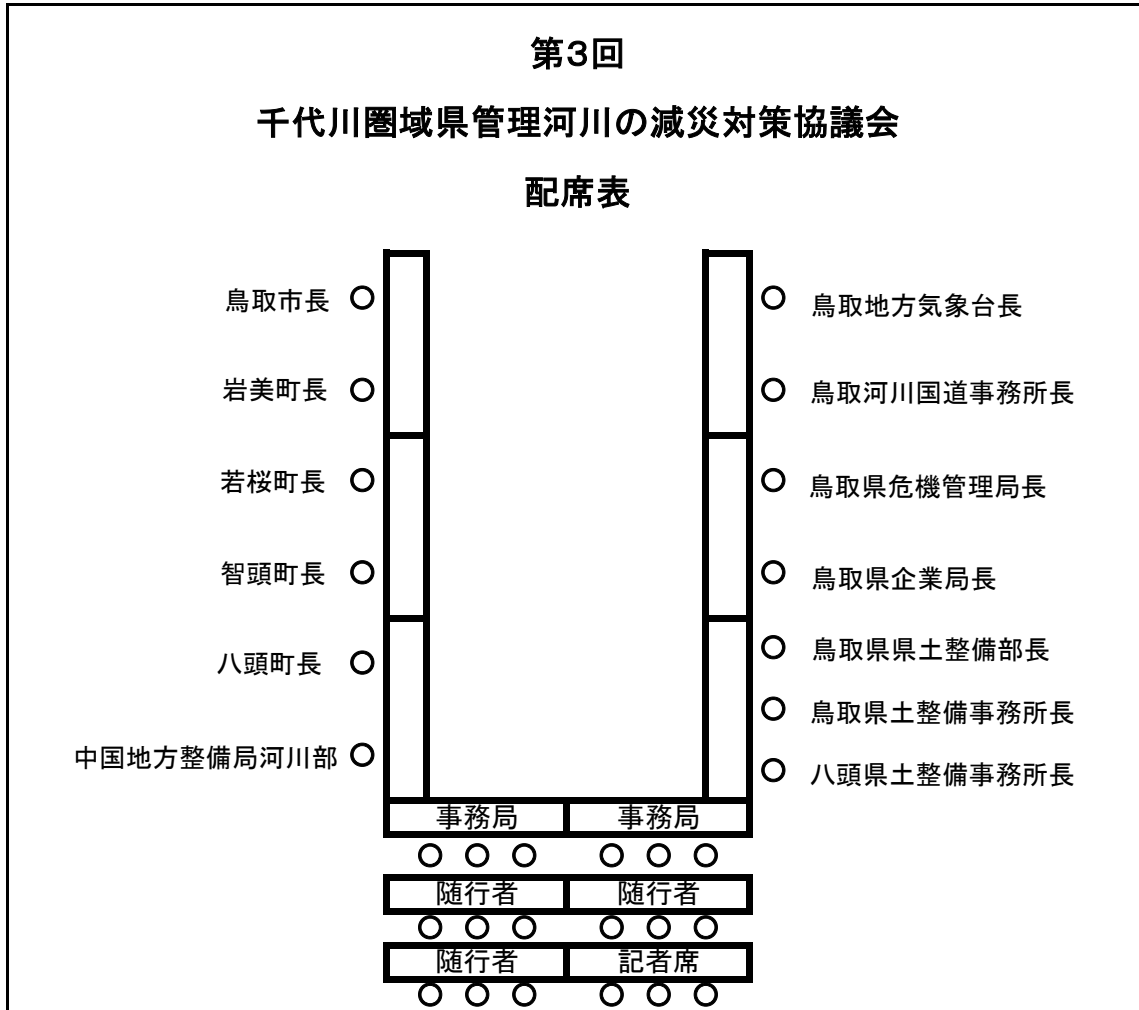 第3回
千代川圏域県管理河川の減災対策協議会
配席表
鳥取市長
鳥取地方気象台長
岩美町長
鳥取河川国道事務所長
若桜町長
鳥取県危機管理局長
智頭町長
鳥取県企業局長
鳥取県県土整備部長
八頭町長
鳥取県土整備事務所長
中国地方整備局河川部
八頭県土整備事務所長
事務局 事務局
随行者 随行者
随行者 記者席